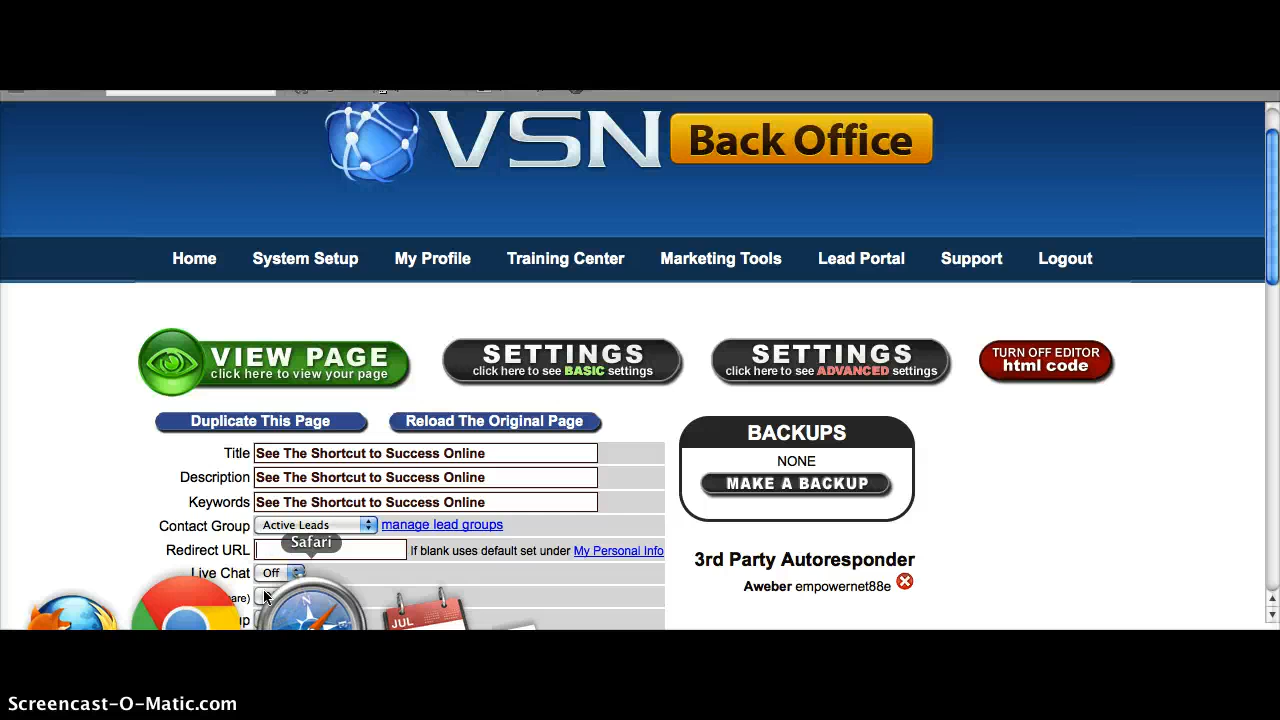 VSN Back Office
Home System Setup My Profile Training Center Marketing Tools Lead Portal Support Logout
VIEW PAGE
click here to view your page
SETTINGS
click here to see BASIC settings
SETTINGS
click here to see ADVANCED settings
TURN OFF EDITOR
html code
Duplicate This Page Reload The Original Page
Title See The Shortcut to Success Online
Description See The Shortcut to Success Online
Keywords See The Shortcut to Success Online
Contact Group Active Leads manage lead groups
Safari
Redirect URL If blank uses default set under My Personal Info
Live Chat Off
BACKUPS
NONE
MAKE A BACKUP
3rd Party Autoresponder
Aweber empowernet88e
JUL
Screencast-O-Matic.com